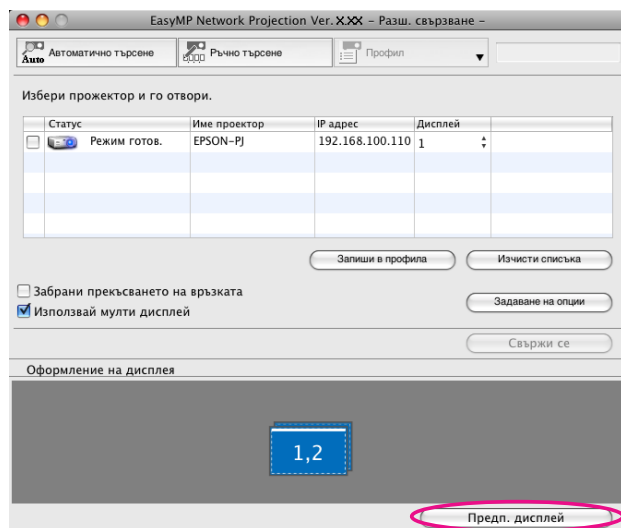 EasyMP Network Projection Ver.X.XX – Разш. свързване –
Auto Автоматично търсене Ръчно търсене Профил
Избери прожектор и го отвори.
Статус Име проектор IP адрес Дисплей
Режим готов. EPSON-PJ 192.168.100.110 1
Запиши в профила Изчисти списъка
Забрани прекъсването на връзката
Използвай мулти дисплей
Задаване на опции
Свържи се
Оформление на дисплея
1,2
Предп. дисплей